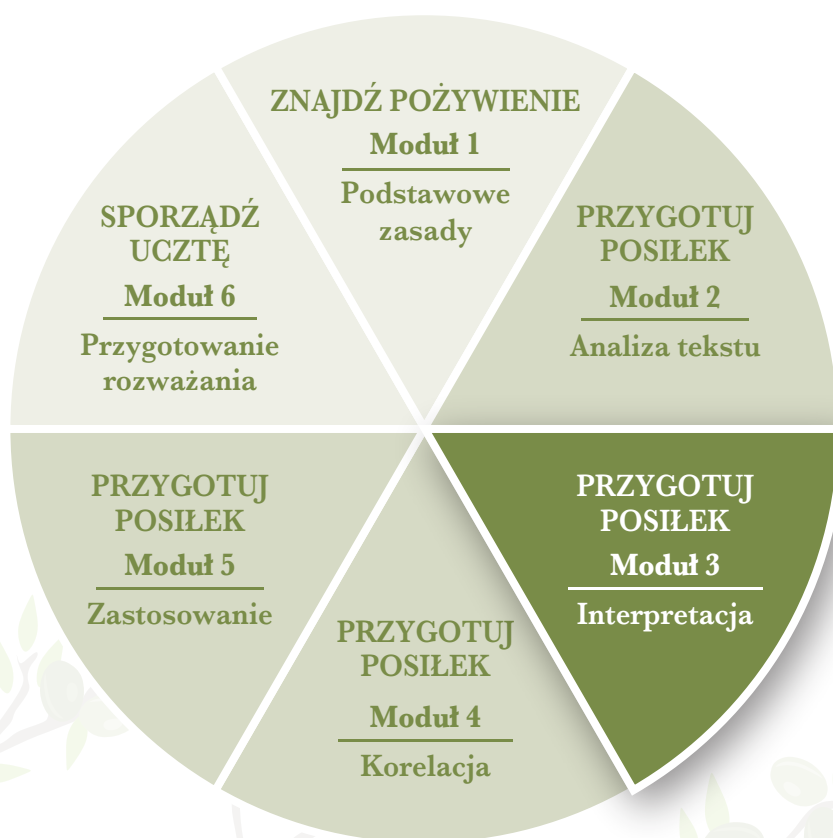 ZNAJDŹ POŻYWIENIE
Moduł 1
Podstawowe
zasady
PRZYGOTUJ
POSIŁEK
Moduł 2
Analiza tekstu
PRZYGOTUJ
POSIŁEK
Moduł 3
Interpretacja
PRZYGOTUJ
POSIŁEK
Moduł 4
Korelacja
PRZYGOTUJ
POSIŁEK
Moduł 5
Zastosowanie
SPORZĄDŹ
UCZTĘ
Moduł 6
Przygotowanie
rozważania